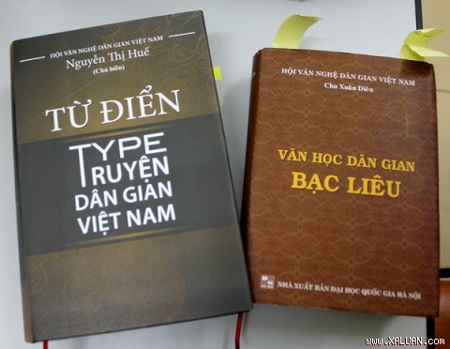 HỘI VĂN NGHỆ DÂN GIAN VIỆT NAM
Nguyễn Thị Huế
(Chủ biên)
TỪ ĐIỂN
TYPE
TRUYỆN
DÂN GIAN
VIỆT NAM
HỘI VĂN NGHỆ DÂN GIAN VIỆT NAM
Chu Xuân Diên
VĂN HỌC DÂN GIAN
BẠC LIÊU
NHÀ XUẤT BẢN ĐẠI HỌC QUỐC GIA HÀ NỘI
www.XALUAN.com